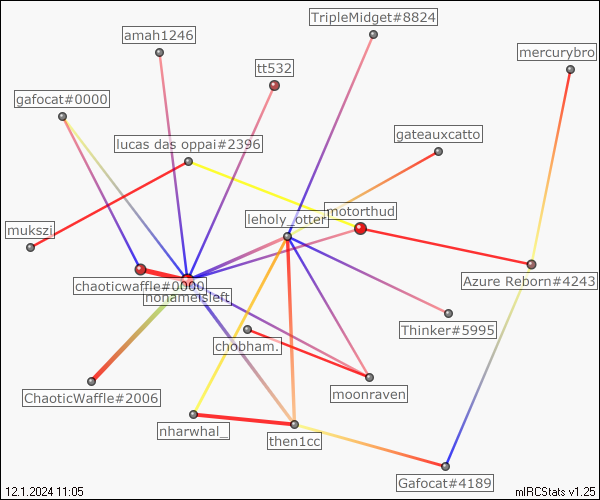 TripleMidget#8824
amah1246
mercurybro
tt532
gafocat#0000
gateauxcatto
lucas das oppai#2396
motorthud
leholy_otter
mukszi
Azure Reborn#4243
chaoticwaffle#0000
nonameisleft
Thinker#5995
chobham.
ChaoticWaffle#2006
moonraven
nharwhal_
then1cc
Gafocat#4189
12.1.2024 11:05
mIRCStats v1.25